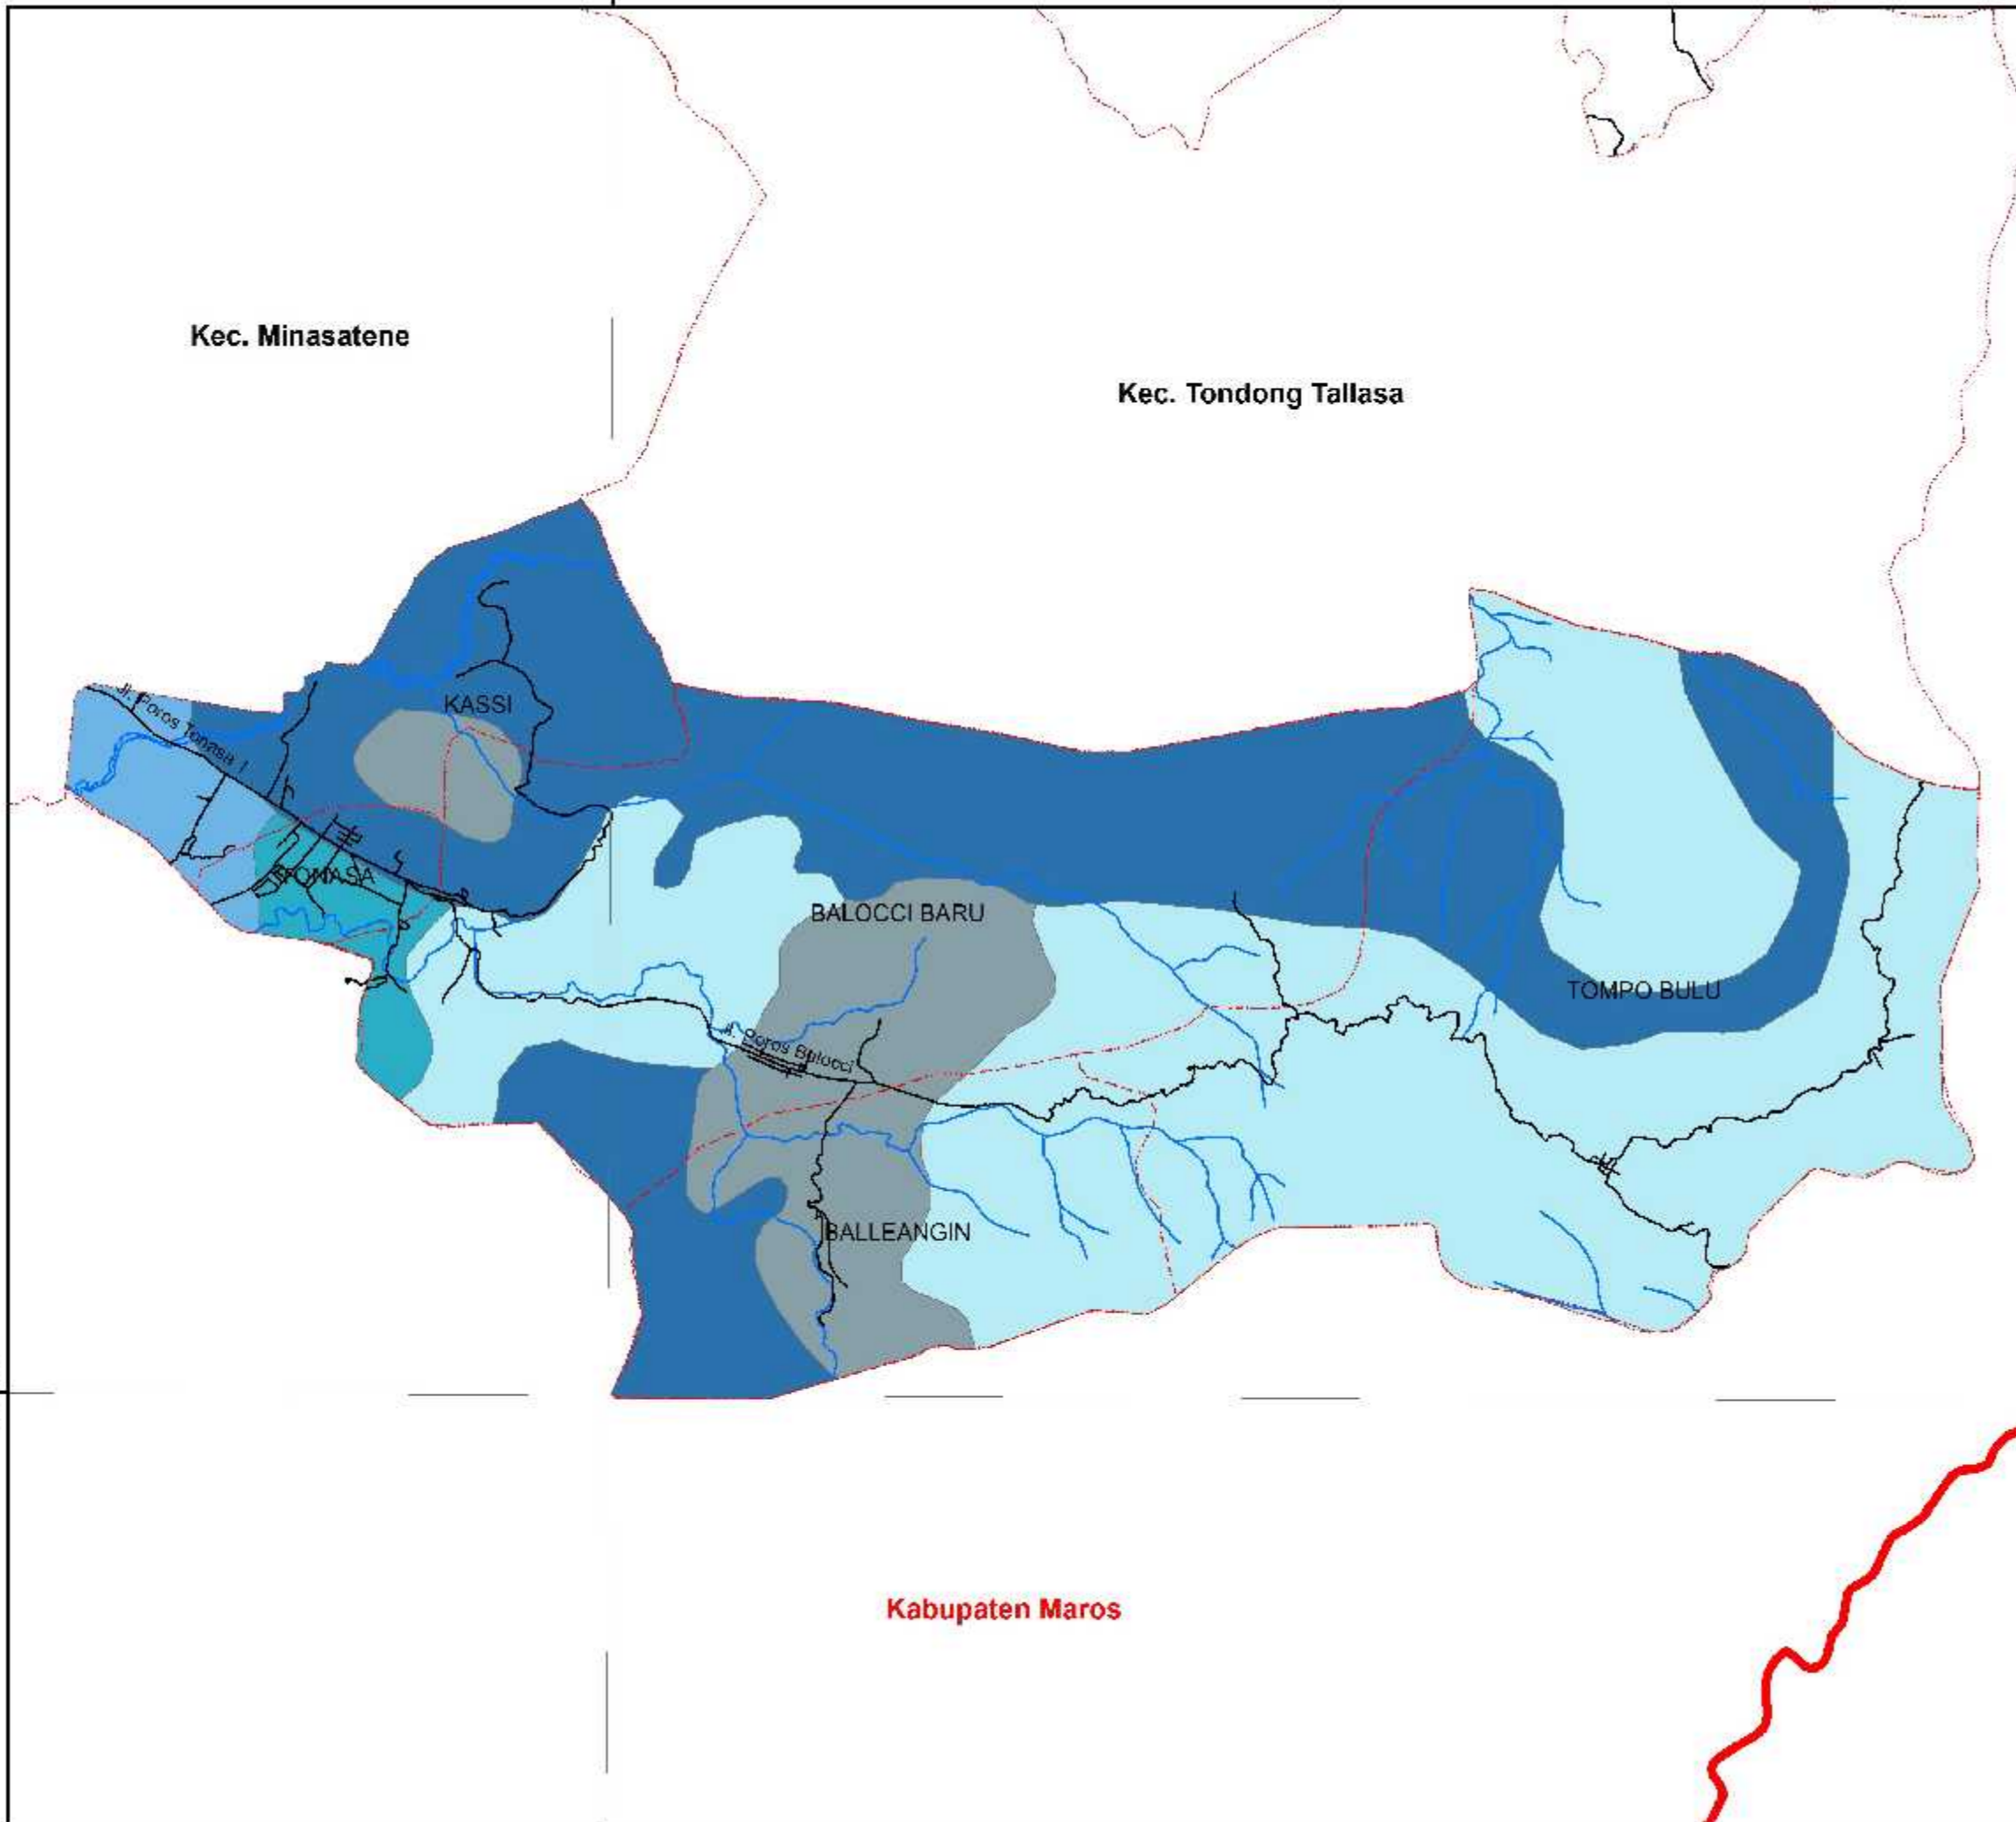 Kec. Minasatene
Kec. Tondong Tallasa
KASSI
Jl. Poros Tonasa I
TONASA
BALOCCI BARU
TOMPO BULU
Jl. Poros Balocci
BALLEANGIN
Kabupaten Maros